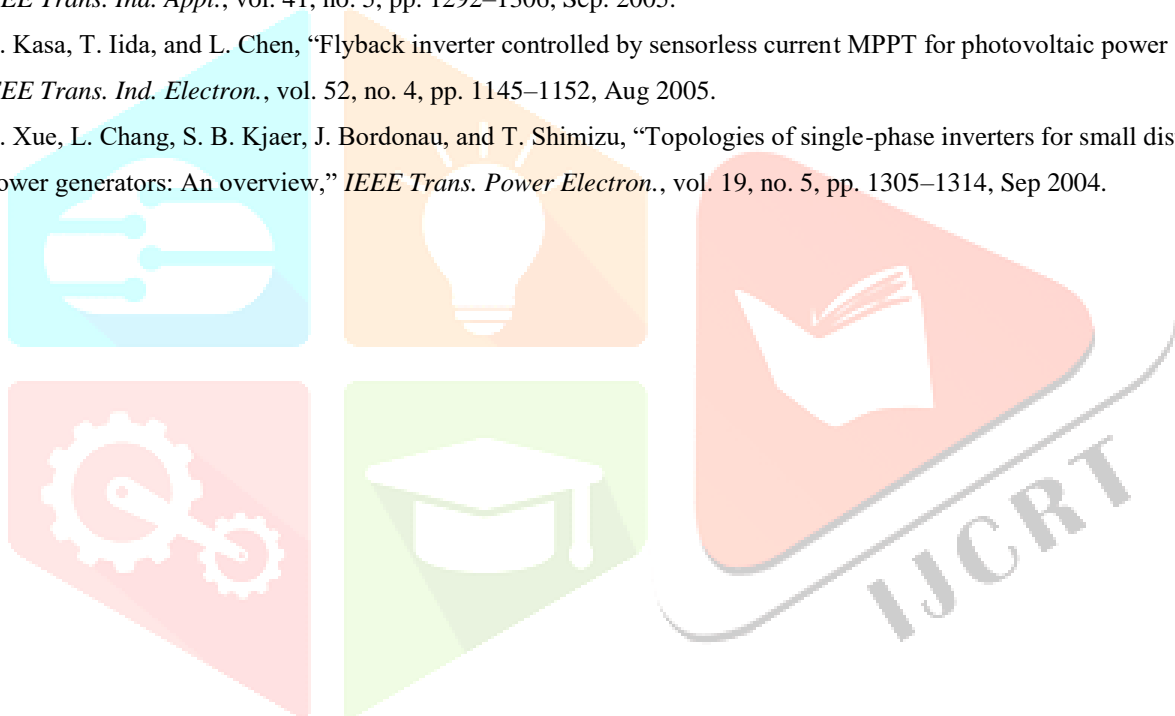 Trans. Ind. Appl., vol. 41, no. 5, pp. 1292–1306, Sep. 2005.
. Kasa, T. Iida, and L. Chen, “Flyback inverter controlled by sensorless current MPPT for photovoltaic power
EE Trans. Ind. Electron., vol. 52, no. 4, pp. 1145–1152, Aug 2005.
. Xue, L. Chang, S. B. Kjaer, J. Bordonau, and T. Shimizu, “Topologies of single-phase inverters for small dis
ower generators: An overview,” IEEE Trans. Power Electron., vol. 19, no. 5, pp. 1305–1314, Sep 2004.
IJCRT